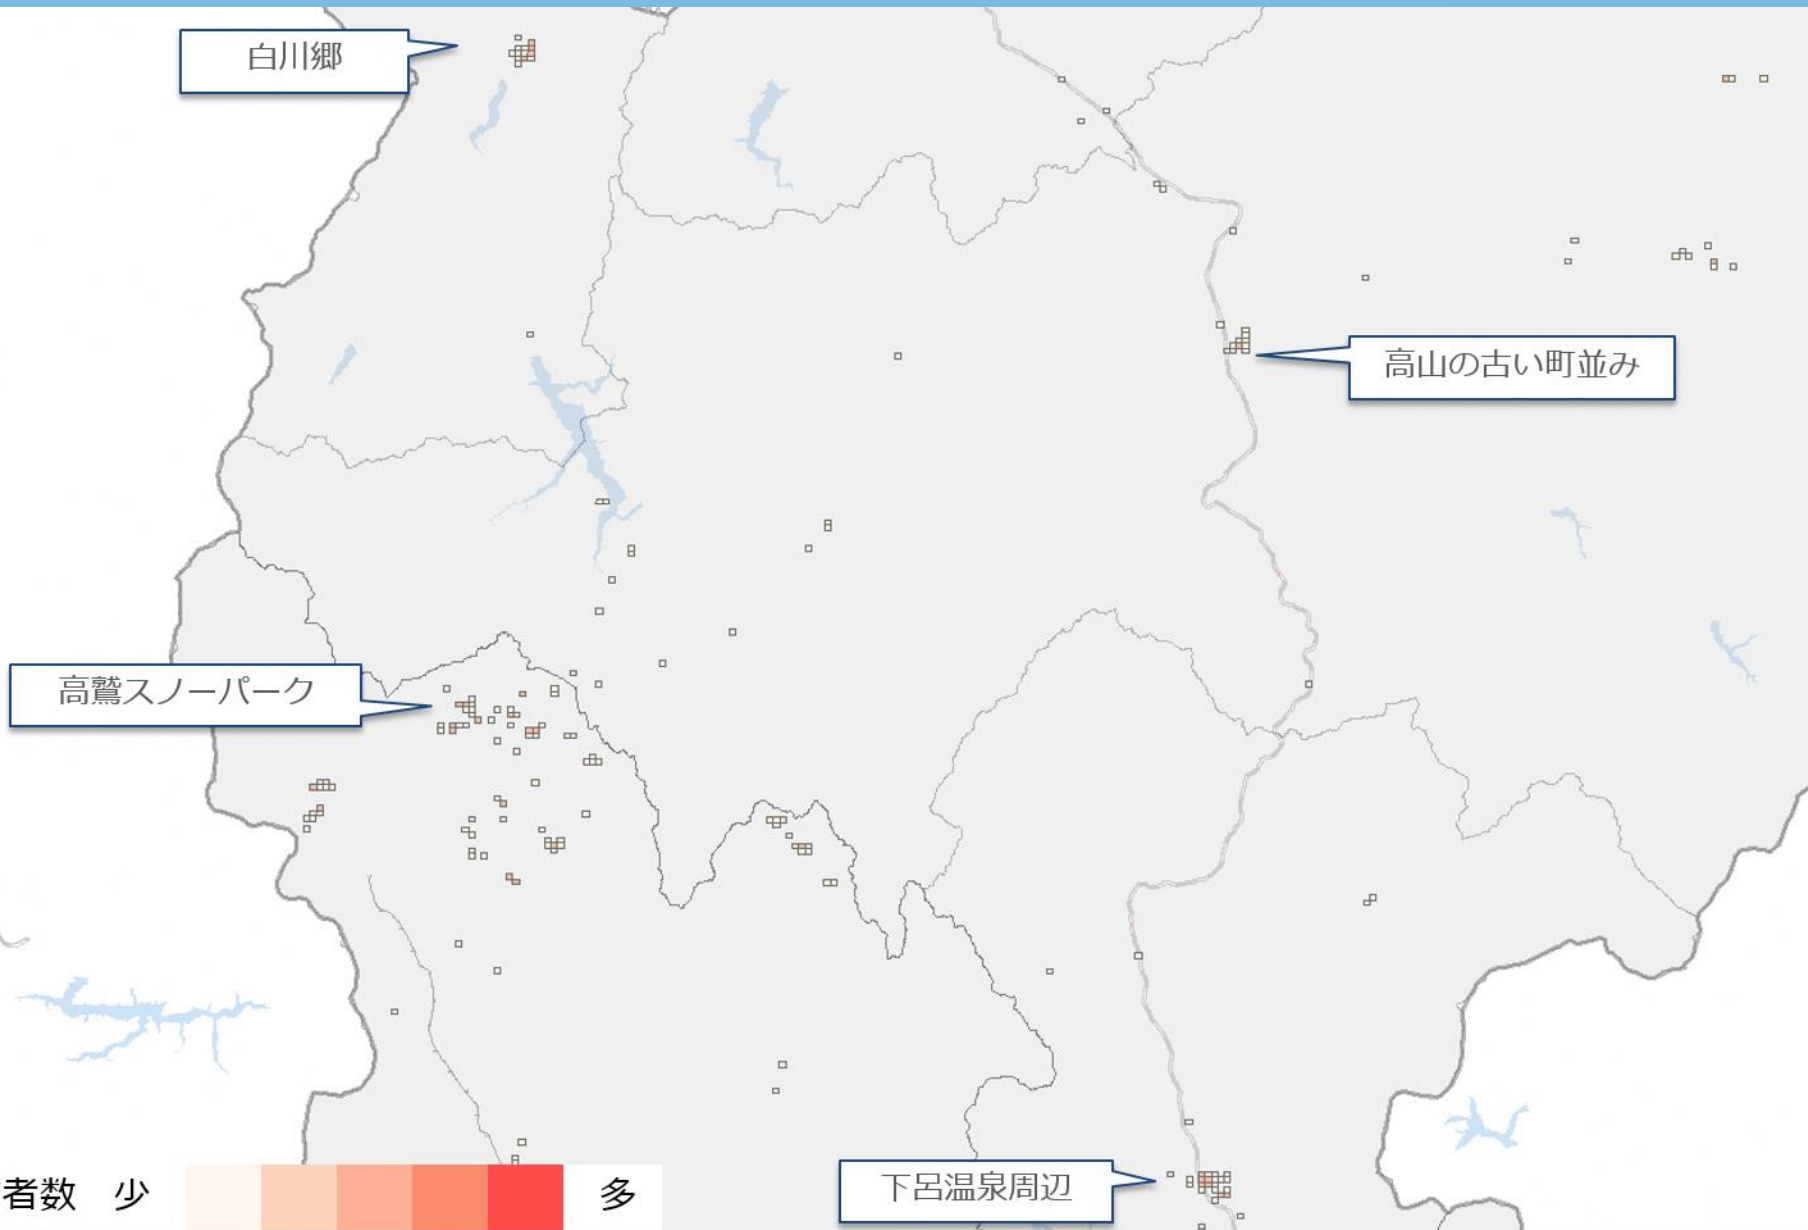 白川郷
高山の古い町並み
高鷲スノーパーク
下呂温泉周辺
者数 少 多